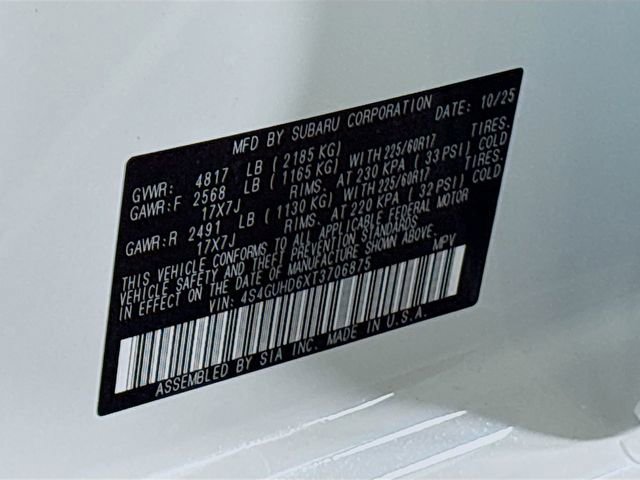 MFD BY SUBARU CORPORATION DATE: 10/25
GVWR: 4817 LB ( 2185 KG)
GAWR:F 2568 LB ( 1165 KG) WITH 225/60R17 TIRES.
17X7J RIMS. AT 230 KPA ( 33 PSI) COLD
GAWR:R 2491 LB ( 1130 KG) WITH 225/60R17 TIRES.
17X7J RIMS. AT 220 KPA ( 32 PSI) COLD
THIS VEHICLE CONFORMS TO ALL APPLICABLE FEDERAL MOTOR
VEHICLE SAFETY AND THEFT PREVENTION STANDARDS
IN EFFECT ON THE DATE OF MANUFACTURE SHOWN ABOVE.
VIN: 4S4GUHD6XT3706875 MPV
ASSEMBLED BY SIA INC. MADE IN U.S.A.